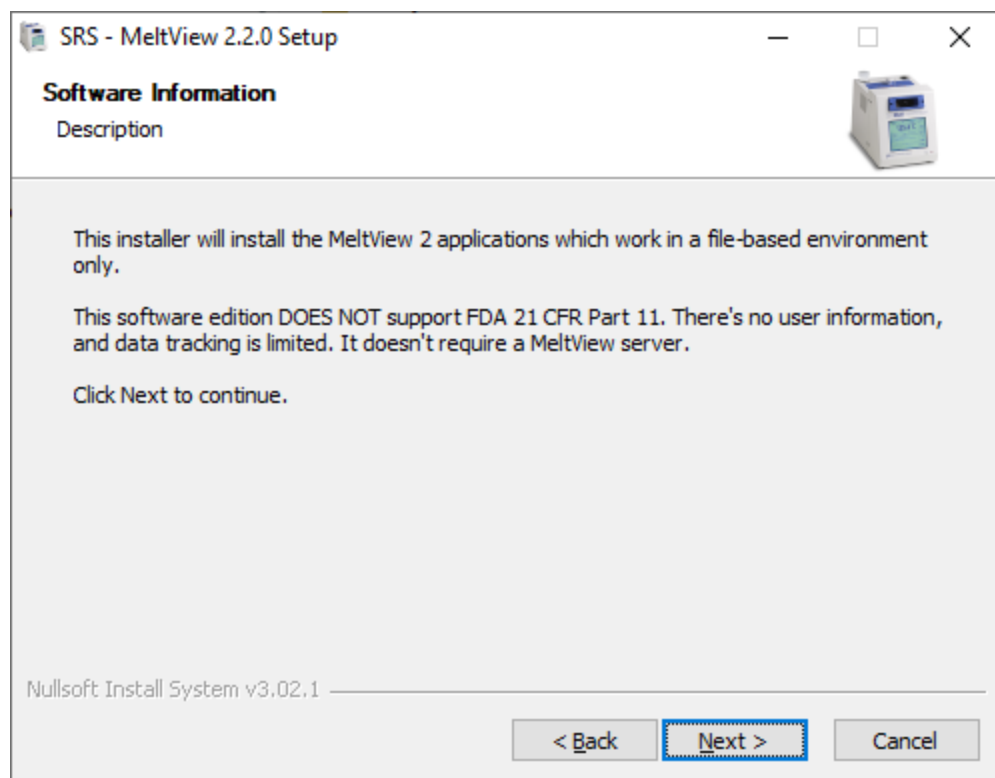 SRS - MeltView 2.2.0 Setup
Software Information
Description
This installer will install the MeltView 2 applications which work in a file-based environment
only.
This software edition DOES NOT support FDA 21 CFR Part 11. There's no user information,
and data tracking is limited. It doesn't require a MeltView server.
Click Next to continue.
Nullsoft Install System v3.02.1
< Back
Next >
Cancel